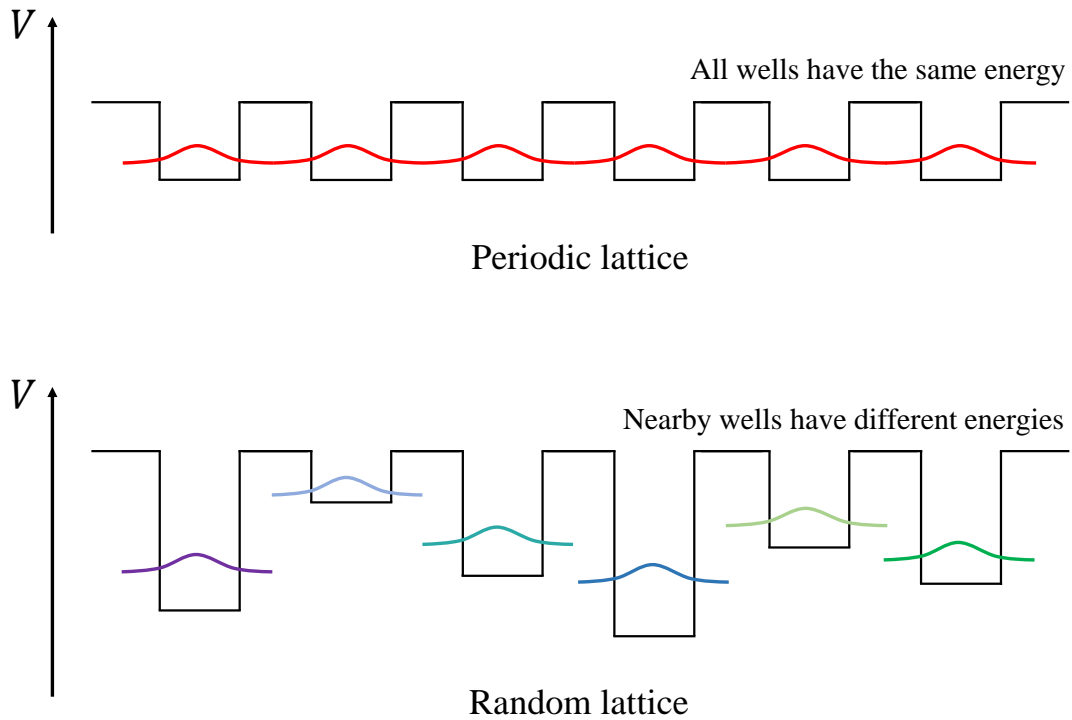 V
All wells have the same energy
Periodic lattice
V
Nearby wells have different energies
Random lattice